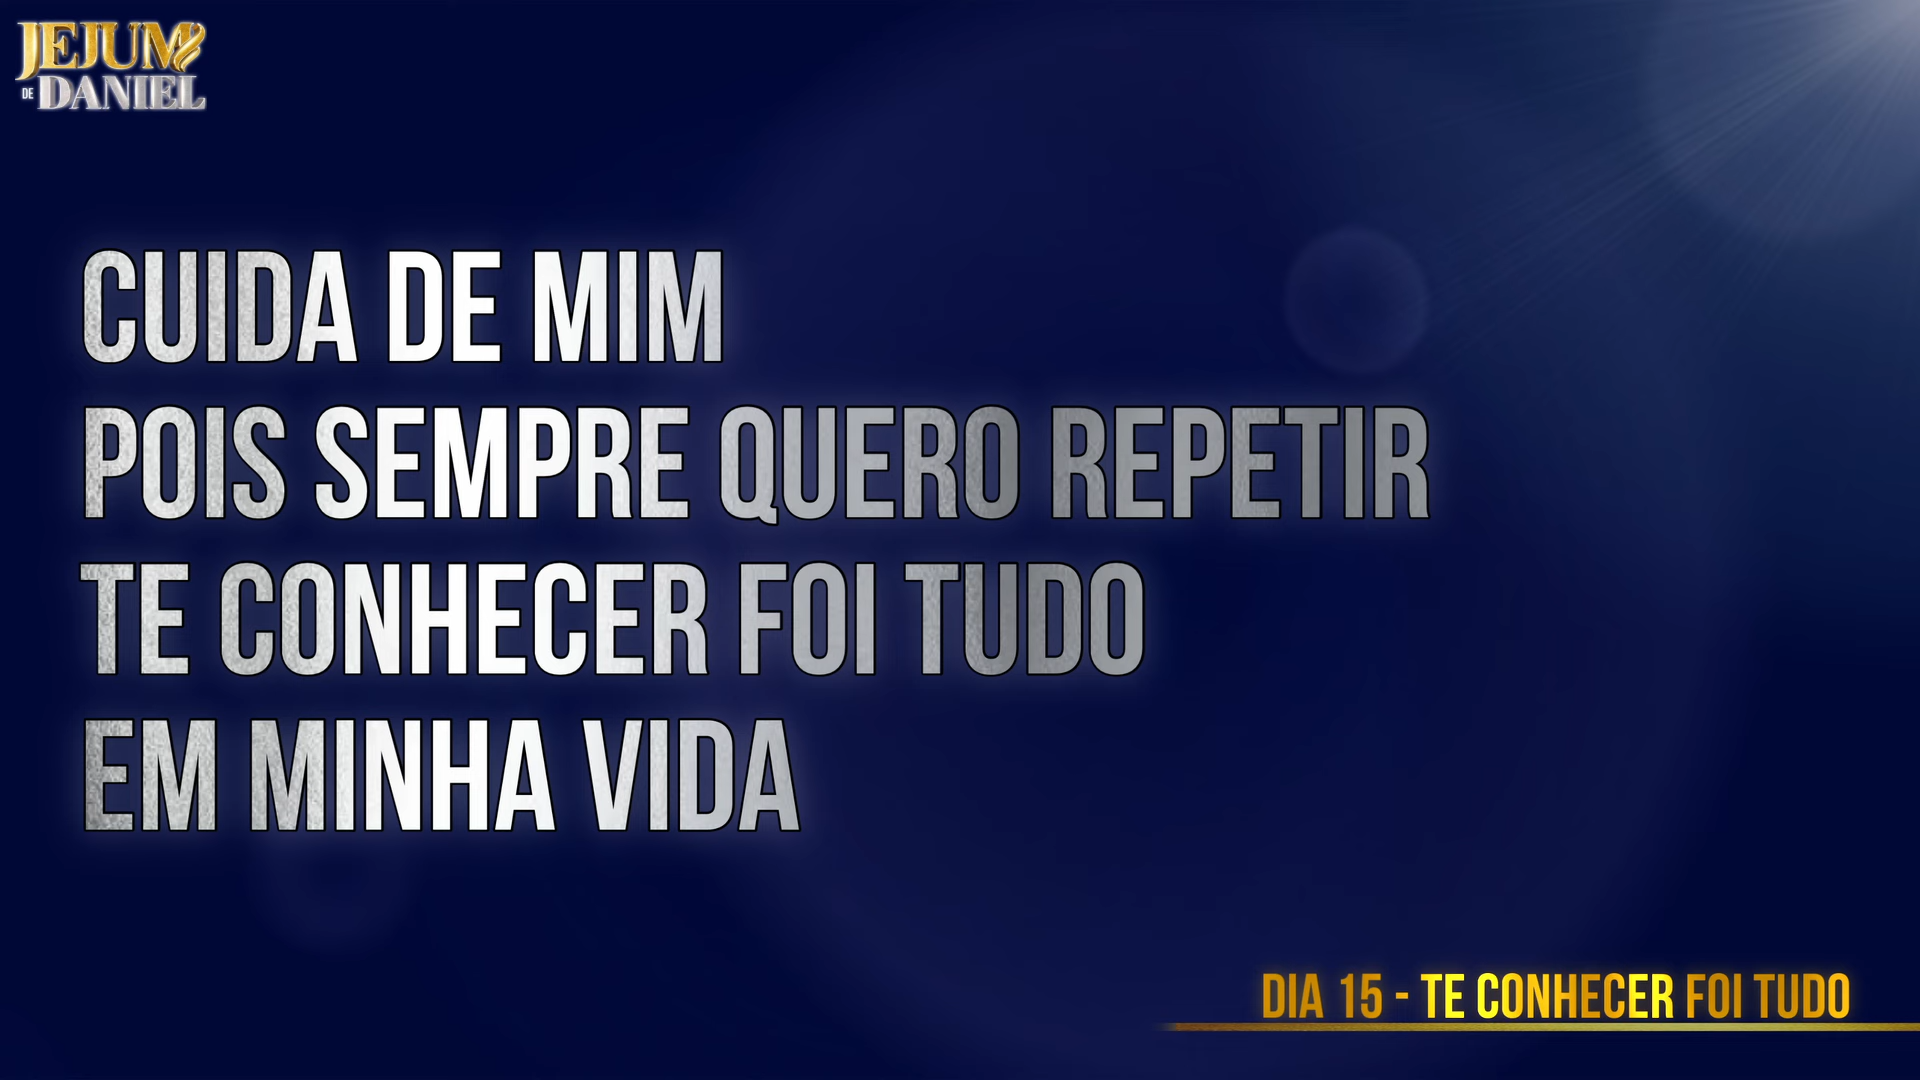 JEJUM
DE DANIEL
CUIDA DE MIM
POIS SEMPRE QUERO REPETIR
TE CONHECER FOI TUDO
EM MINHA VIDA
DIA 15 - TE CONHECER FOI TUDO